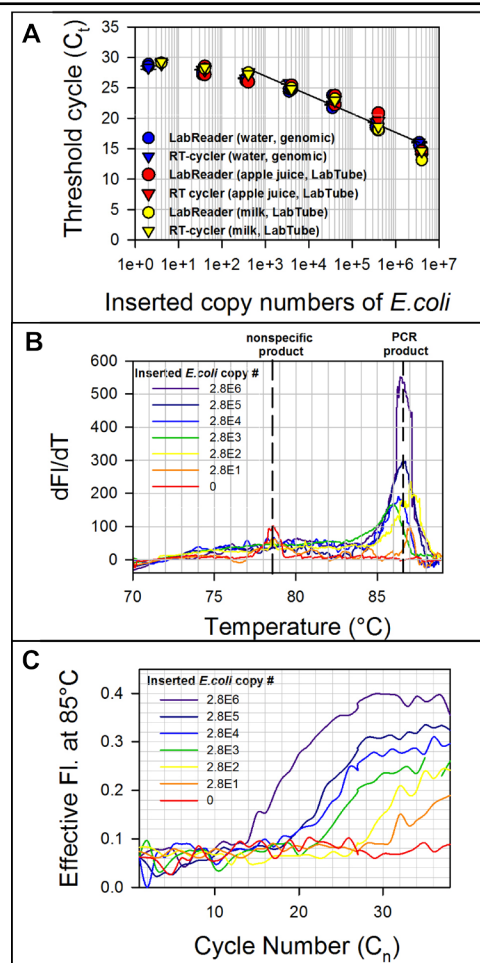 A
Threshold cycle (Ct)
35
30
25
20
15
10
5
0
LabReader (water, genomic)
RT-cycler (water, genomic)
LabReader (apple juice, LabTube)
RT cycler (apple juice, LabTube)
LabReader (milk, LabTube)
RT-cycler (milk, LabTube)
1e+0 1e+1 1e+2 1e+3 1e+4 1e+5 1e+6 1e+7
Inserted copy numbers of E.coli
B
nonspecific product
PCR product
dFl/dT
600
500
400
300
200
100
0
Inserted E.coli copy #
2.8E6
2.8E5
2.8E4
2.8E3
2.8E2
2.8E1
0
70 75 80 85
Temperature (°C)
C
Effective Fl. at 85°C
0.4
0.3
0.2
0.1
0.0
Inserted E.coli copy #
2.8E6
2.8E5
2.8E4
2.8E3
2.8E2
2.8E1
0
10 20 30
Cycle Number (Cn)